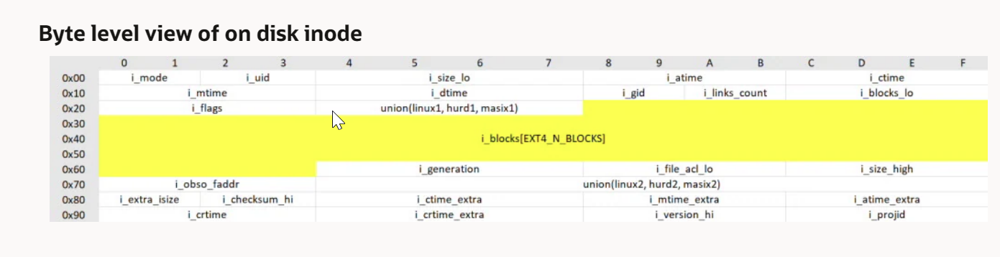 Byte level view of on disk inode
0 1 2 3 4 5 6 7 8 9 A B C D E F
0x00 i_mode i_uid i_size_lo i_atime i_ctime
0x10 i_mtime i_dtime i_gid i_links_count i_blocks_lo
0x20 i_flags union(linux1, hurd1, masix1)
0x30
0x40 i_blocks[EXT4_N_BLOCKS]
0x50
0x60 i_generation i_file_acl_lo i_size_high
0x70 i_obso_faddr union(linux2, hurd2, masix2)
0x80 i_extra_isize i_checksum_hi i_ctime_extra i_mtime_extra i_atime_extra
0x90 i_crtime i_crtime_extra i_version_hi i_projid